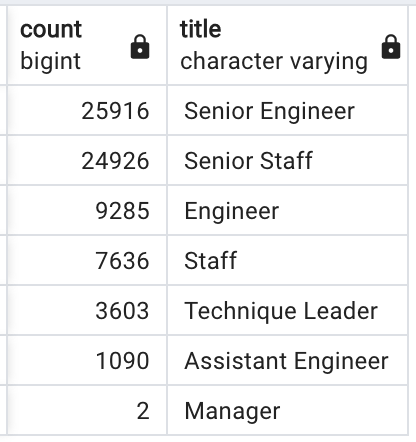 count title
bigint character varying
25916 Senior Engineer
24926 Senior Staff
9285 Engineer
7636 Staff
3603 Technique Leader
1090 Assistant Engineer
2 Manager